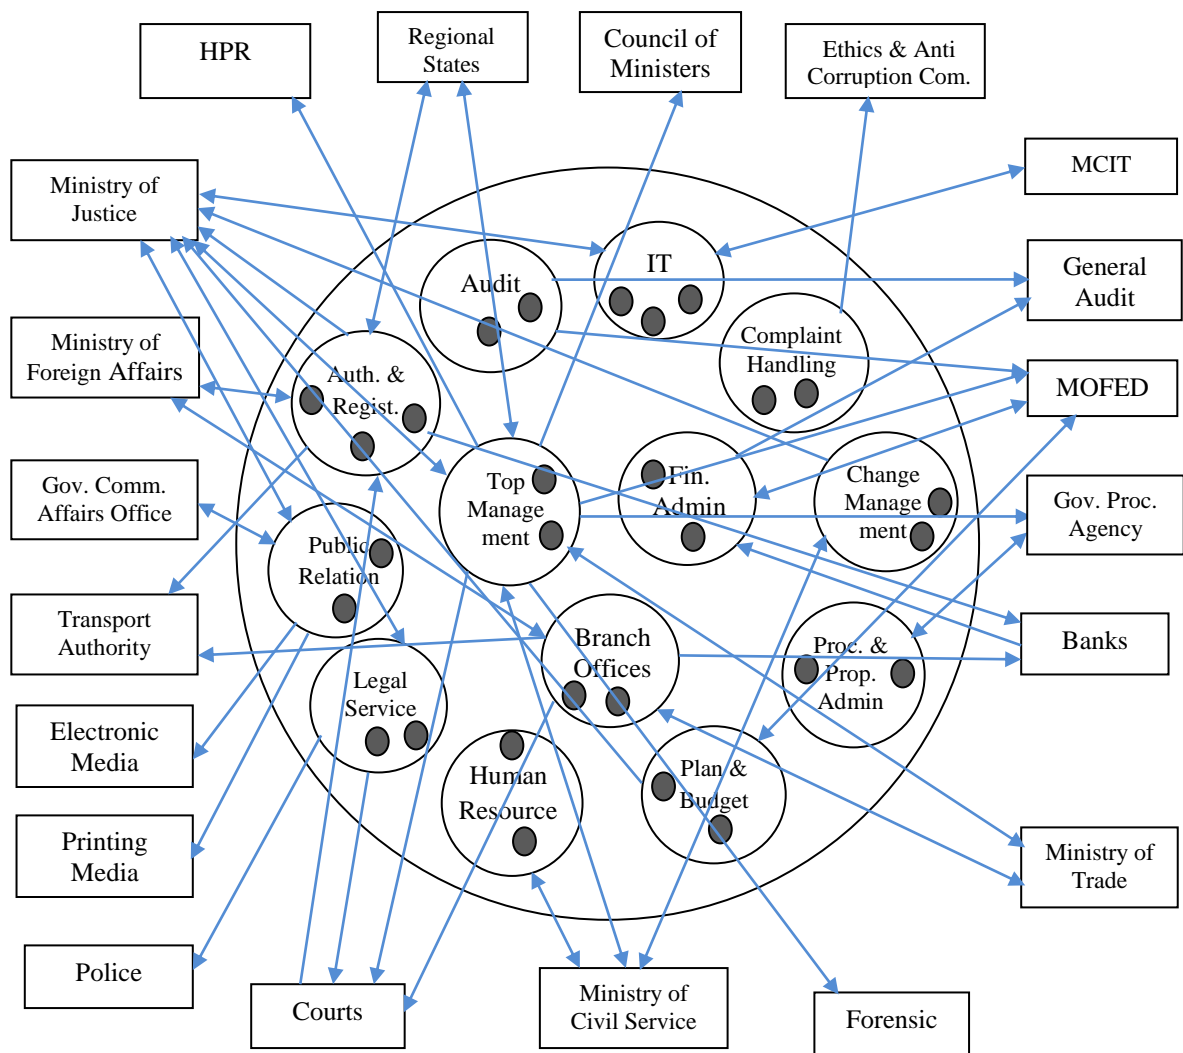 HPR
Regional
States
Council of
Ministers
Ethics & Anti
Corruption Com.
MCIT
Ministry of
Justice
General
Audit
IT
Audit
Complaint
Handling
Ministry of
Foreign Affairs
Auth. &
Regist.
MOFED
Top
Manage
ment
Fin.
Admin
Change
Manage
ment
Gov. Comm.
Affairs Office
Gov. Proc.
Agency
Public
Relation
Transport
Authority
Branch
Offices
Proc. &
Prop.
Admin
Banks
Legal
Service
Electronic
Media
Human
Resource
Plan &
Budget
Printing
Media
Ministry of
Trade
Police
Courts
Ministry of
Civil Service
Forensic